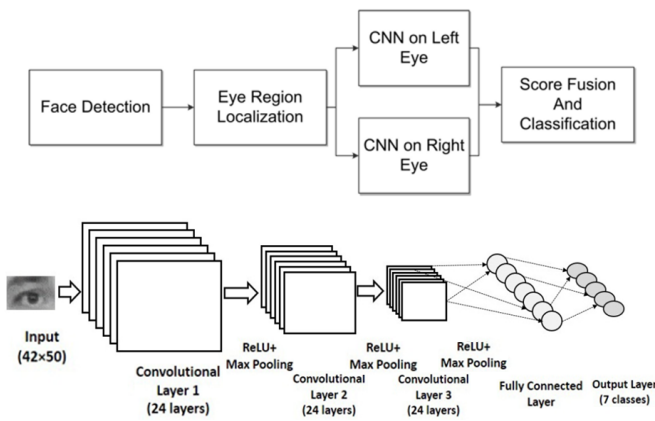 Face Detection
Eye Region
Localization
CNN on Left
Eye
CNN on Right
Eye
Score Fusion
And
Classification
Input
(42×50)
Convolutional
Layer 1
(24 layers)
ReLU+
Max Pooling
Convolutional
Layer 2
(24 layers)
ReLU+
Max Pooling
Convolutional
Layer 3
(24 layers)
ReLU+
Max Pooling
Fully Connected
Layer
Output Layer
(7 classes)